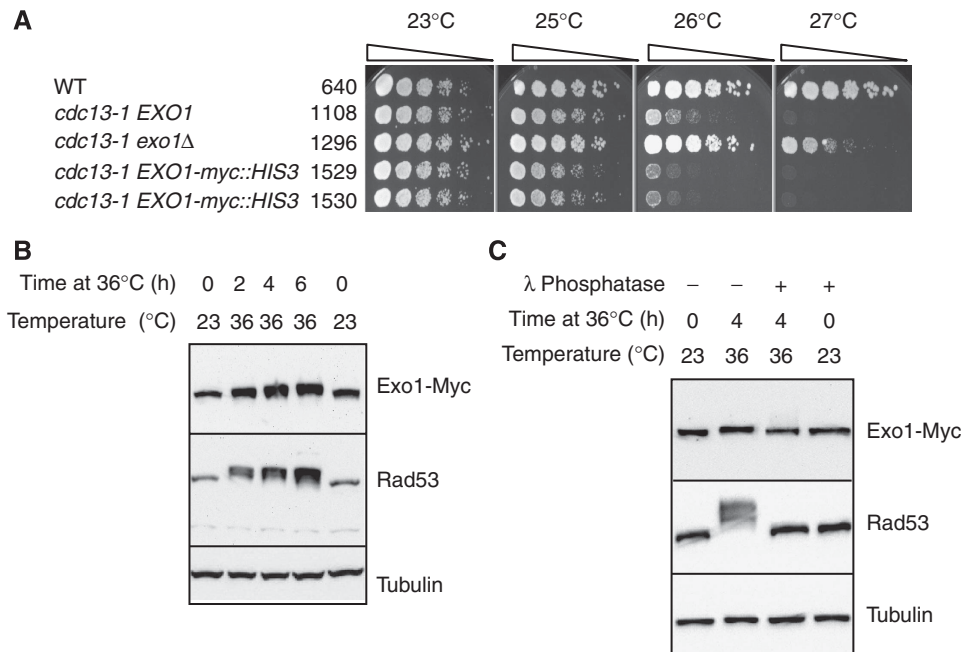 A
23°C 25°C 26°C 27°C
WT 640
cdc13-1 EXO1 1108
cdc13-1 exo1Δ 1296
cdc13-1 EXO1-myc::HIS3 1529
cdc13-1 EXO1-myc::HIS3 1530
B
Time at 36°C (h) 0 2 4 6 0
Temperature (°C) 23 36 36 36 23
Exo1-Myc
Rad53
Tubulin
C
λ Phosphatase – – + +
Time at 36°C (h) 0 4 4 0
Temperature (°C) 23 36 36 23
Exo1-Myc
Rad53
Tubulin